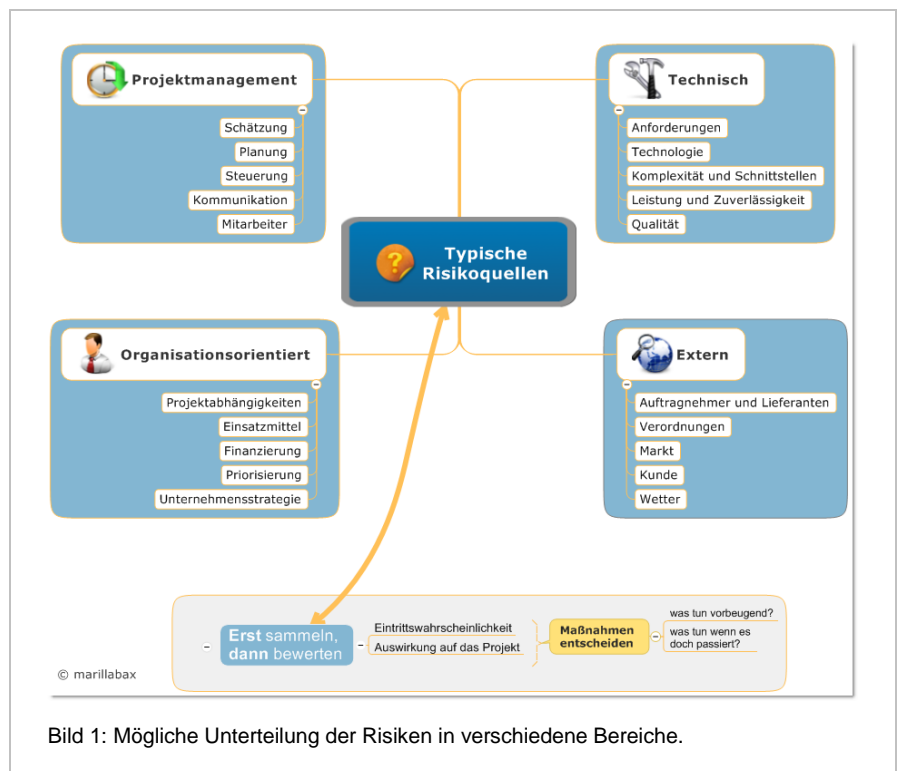 Projektmanagement
Schätzung
Planung
Steuerung
Kommunikation
Mitarbeiter
Technisch
Anforderungen
Technologie
Komplexität und Schnittstellen
Leistung und Zuverlässigkeit
Qualität
Typische
Risikoquellen
Organisationsorientiert
Projektabhängigkeiten
Einsatzmittel
Finanzierung
Priorisierung
Unternehmensstrategie
Extern
Auftragnehmer und Lieferanten
Verordnungen
Markt
Kunde
Wetter
Erst sammeln,
dann bewerten
Eintrittswahrscheinlichkeit
Auswirkung auf das Projekt
Maßnahmen
entscheiden
was tun vorbeugend?
was tun wenn es
doch passiert?
© marillabax
Bild 1: Mögliche Unterteilung der Risiken in verschiedene Bereiche.